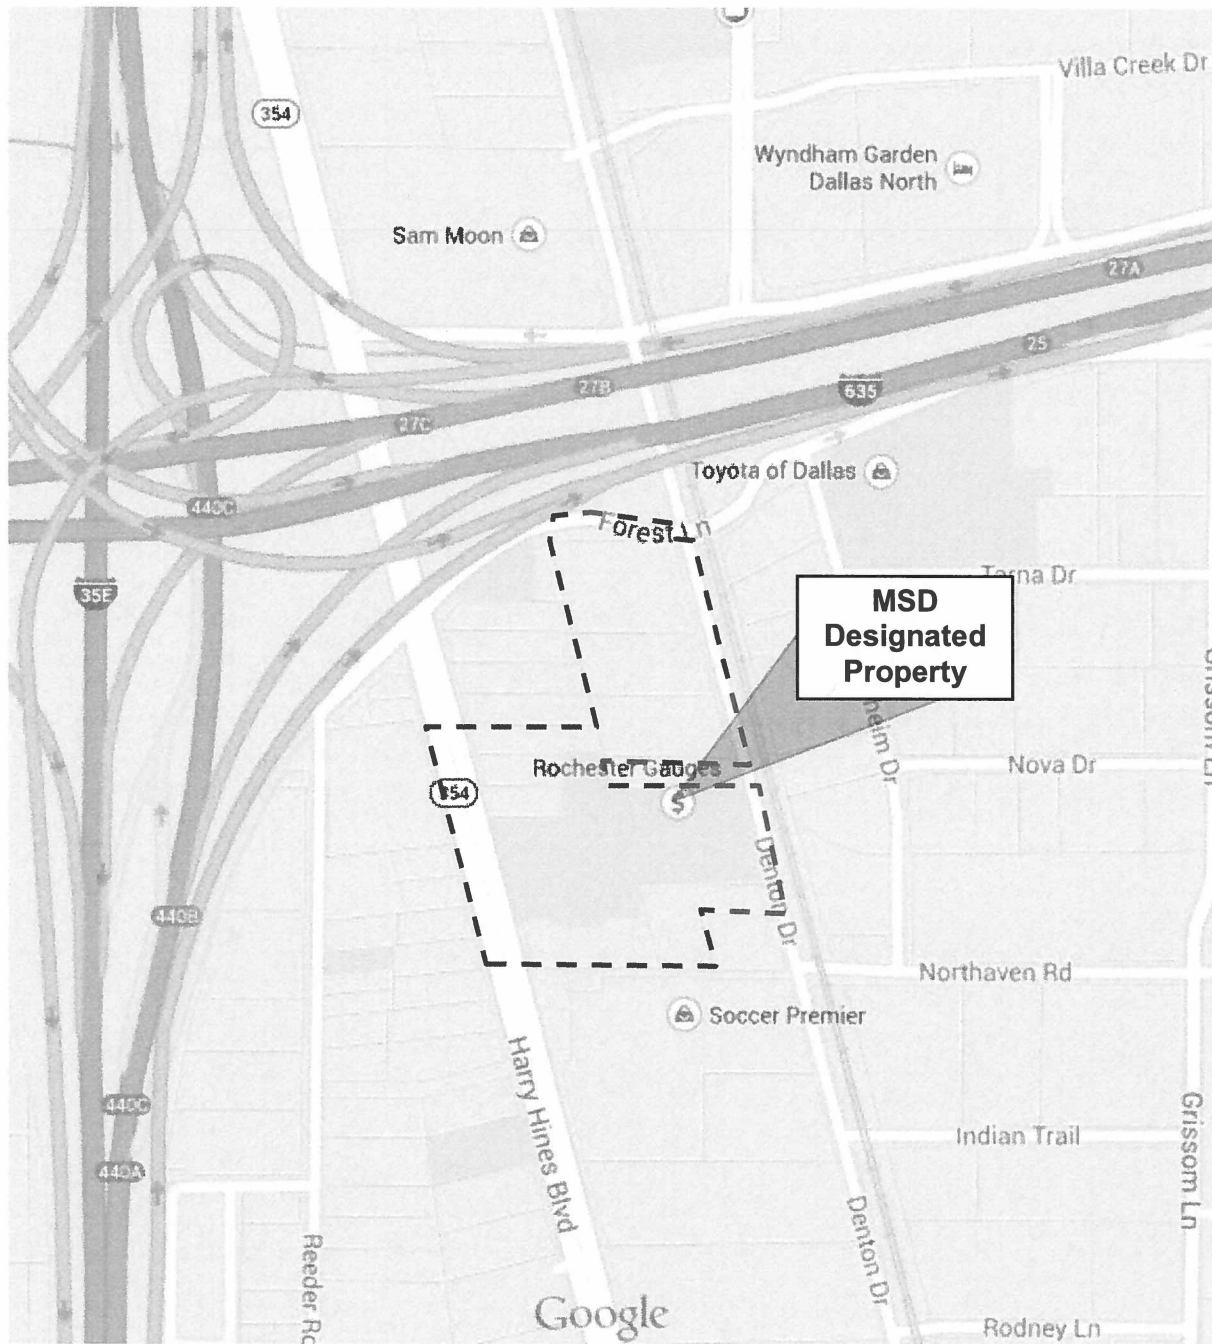 Villa Creek Dr
354
Wyndham Garden
Dallas North
Sam Moon
27A
25
27B
635
27C
Toyota of Dallas
440C
Forest Ln
Tarna Dr
35E
MSD
Designated
Property
Rochester Gauges
Nova Dr
354
$
Denton Dr
440B
Northaven Rd
Soccer Premier
Harry Hines Blvd
440C
Indian Trail
Grissom Ln
440A
Denton Dr
Reeder
Google
Rodney Ln